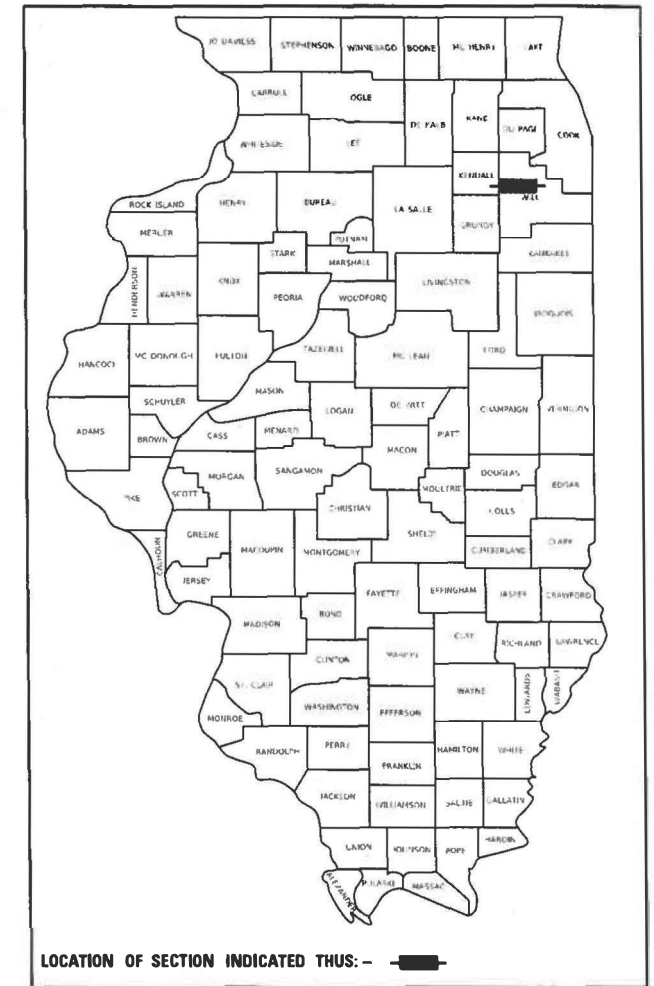 JO DAVIESS STEPHENSON WINNEBAGO BOONE MC HENRY LAKE
CARROLL OGLE DE KALB KANE DU PAGE COOK
WHITESIDE LEE
KENDALL WILL
ROCK ISLAND HENRY BUREAU LA SALLE GRUNDY
MERCER PUTNAM
STARK MARSHALL KANKAKEE
HENDERSON WARREN KNOX PEORIA WOODFORD LIVINGSTON IROQUOIS
HANCOCK MC DONOUGH FULTON TAZEWELL MC LEAN FORD
SCHUYLER MASON LOGAN DE WITT CHAMPAIGN VERMILION
ADAMS BROWN CASS MENARD MACON PIATT
PIKE SCOTT MORGAN SANGAMON MOULTRIE DOUGLAS EDGAR
CHRISTIAN COLES
CALHOUN GREENE MACOUPIN MONTGOMERY SHELBY CUMBERLAND CLARK
JERSEY FAYETTE EFFINGHAM JASPER CRAWFORD
MADISON BOND
CLINTON MARION CLAY RICHLAND LAWRENCE
ST. CLAIR WASHINGTON JEFFERSON WAYNE EDWARDS WABASH
MONROE
RANDOLPH PERRY FRANKLIN HAMILTON WHITE
JACKSON WILLIAMSON SALINE GALLATIN
UNION JOHNSON POPE HARDIN
ALEXANDER PULASKI MASSAC
LOCATION OF SECTION INDICATED THUS: –